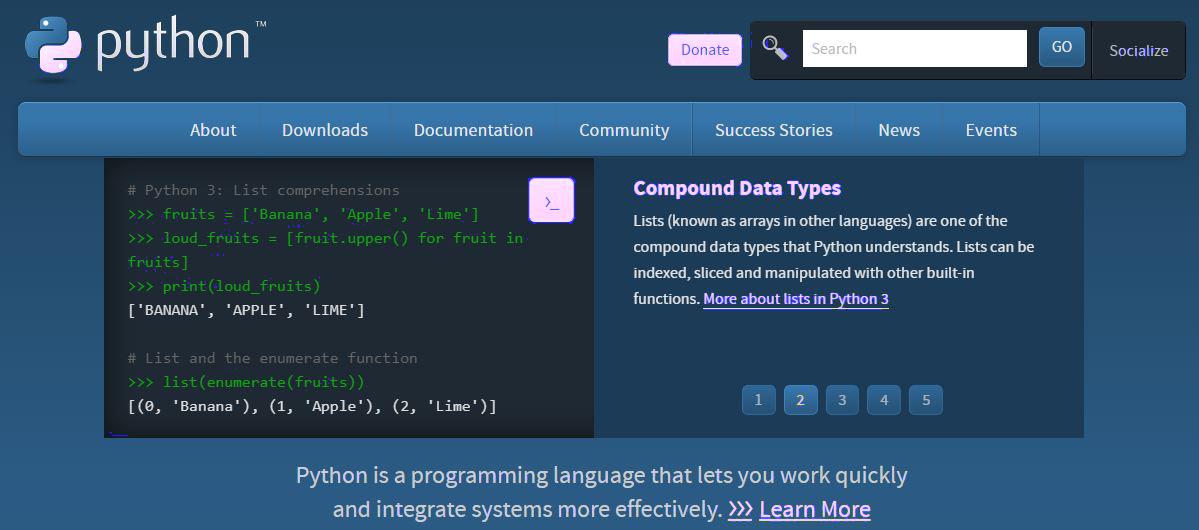 python™
Donate
Search
GO
Socialize
About Downloads Documentation Community Success Stories News Events
# Python 3: List comprehensions
>>> fruits = ['Banana', 'Apple', 'Lime']
>>> loud_fruits = [fruit.upper() for fruit in
fruits]
>>> print(loud_fruits)
['BANANA', 'APPLE', 'LIME']
# List and the enumerate function
>>> list(enumerate(fruits))
[(0, 'Banana'), (1, 'Apple'), (2, 'Lime')]
>_
Compound Data Types
Lists (known as arrays in other languages) are one of the
compound data types that Python understands. Lists can be
indexed, sliced and manipulated with other built-in
functions. More about lists in Python 3
1 2 3 4 5
Python is a programming language that lets you work quickly
and integrate systems more effectively. >>> Learn More